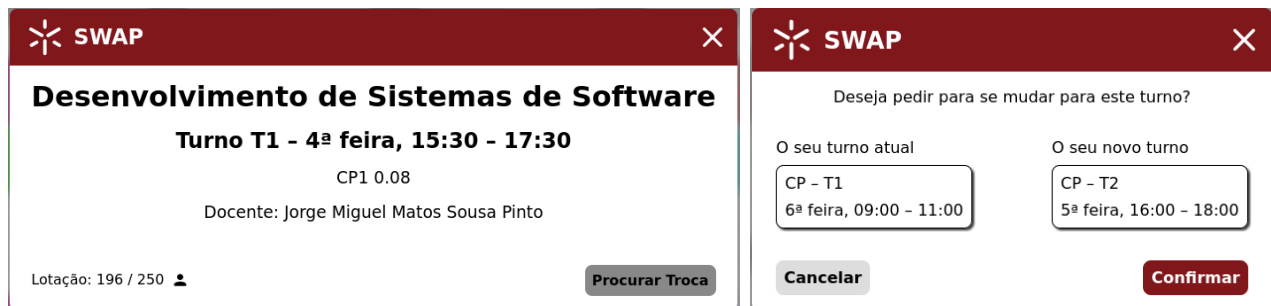 SWAP
Desenvolvimento de Sistemas de Software
Turno T1 – 4ª feira, 15:30 – 17:30
CP1 0.08
Docente: Jorge Miguel Matos Sousa Pinto
Lotação: 196 / 250
Procurar Troca
SWAP
Deseja pedir para se mudar para este turno?
O seu turno atual
CP – T1
6ª feira, 09:00 – 11:00
O seu novo turno
CP – T2
5ª feira, 16:00 – 18:00
Cancelar
Confirmar